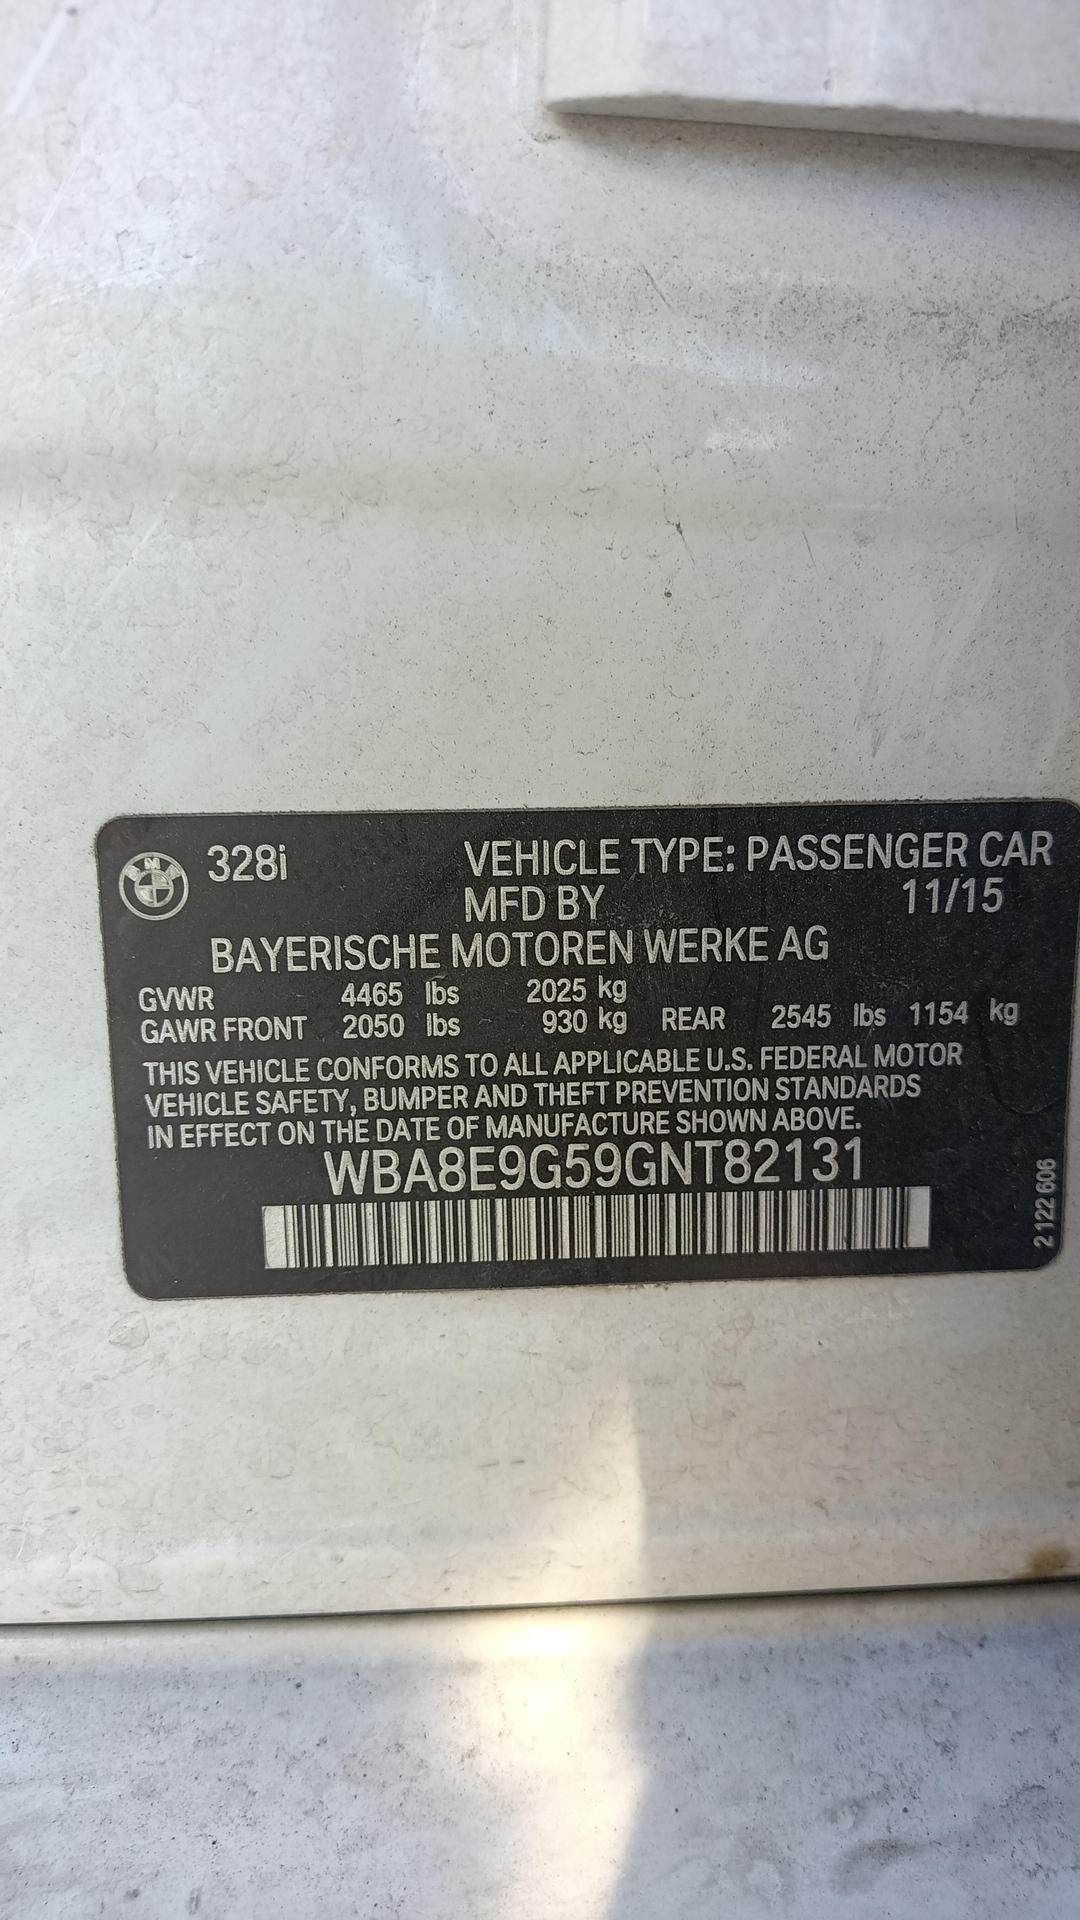 BMW
328i VEHICLE TYPE: PASSENGER CAR
MFD BY 11/15
BAYERISCHE MOTOREN WERKE AG
GVWR 4465 lbs 2025 kg
GAWR FRONT 2050 lbs 930 kg REAR 2545 lbs 1154 kg
THIS VEHICLE CONFORMS TO ALL APPLICABLE U.S. FEDERAL MOTOR
VEHICLE SAFETY, BUMPER AND THEFT PREVENTION STANDARDS
IN EFFECT ON THE DATE OF MANUFACTURE SHOWN ABOVE.
WBA8E9G59GNT82131
2 122 606